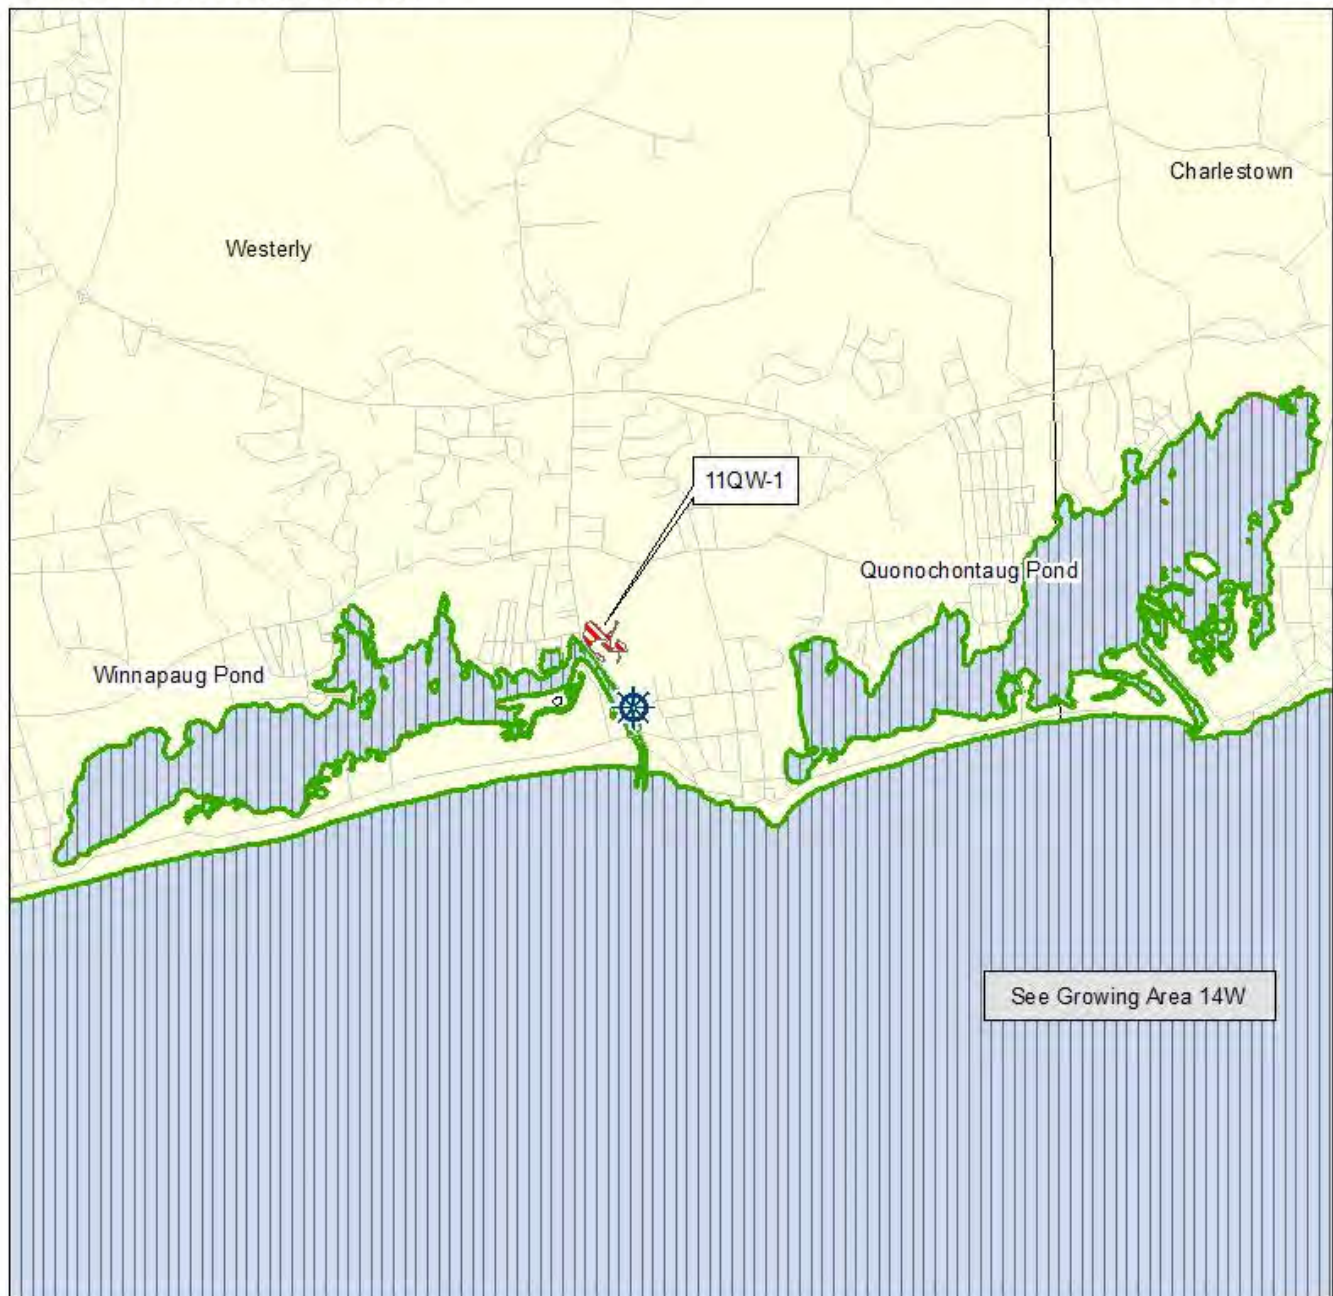 Charlestown
Westerly
11QW-1
Quonochontaug Pond
Winnapaug Pond
See Growing Area 14W